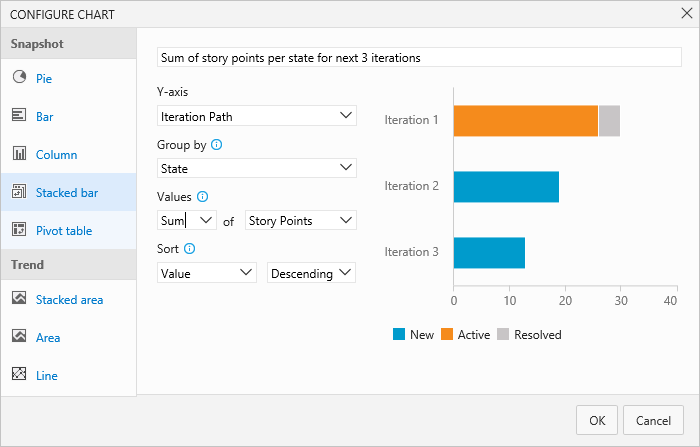 CONFIGURE CHART
Snapshot
Pie
Bar
Column
Stacked bar
Pivot table
Trend
Stacked area
Area
Line
Sum of story points per state for next 3 iterations
Y-axis
Iteration Path
Group by
State
Values
Sum of Story Points
Sort
Value Descending
Iteration 1
Iteration 2
Iteration 3
0 10 20 30 40
New Active Resolved
OK Cancel